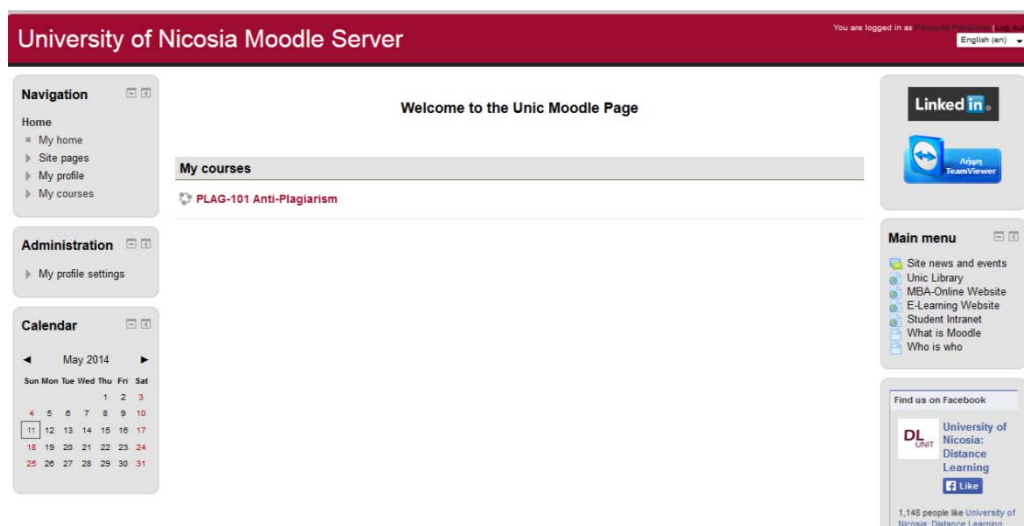 University of Nicosia Moodle Server
You are logged in as
English (en)
Navigation
Home
My home
Site pages
My profile
My courses
Administration
My profile settings
Calendar
May 2014
Sun Mon Tue Wed Thu Fri Sat
1 2 3
4 5 6 7 8 9 10
11 12 13 14 15 16 17
18 19 20 21 22 23 24
25 26 27 28 29 30 31
Welcome to the Unic Moodle Page
My courses
PLAG-101 Anti-Plagiarism
Linked in
Λήψη
TeamViewer
Main menu
Site news and events
Unic Library
MBA-Online Website
E-Learning Website
Student Intranet
What is Moodle
Who is who
Find us on Facebook
DL
UNIT
University of
Nicosia:
Distance
Learning
Like
1,148 people like University of
Nicosia: Distance Learning.